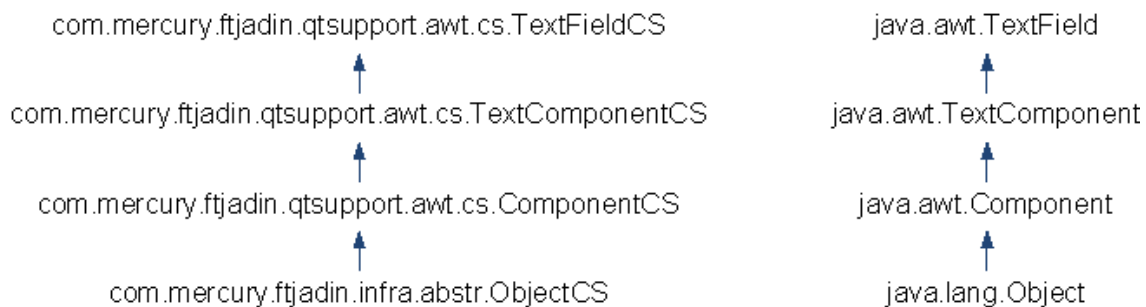 com.mercury.ftjadin.qtsupport.awt.cs.TextFieldCS
java.awt.TextField
com.mercury.ftjadin.qtsupport.awt.cs.TextComponentCS
java.awt.TextComponent
com.mercury.ftjadin.qtsupport.awt.cs.ComponentCS
java.awt.Component
com.mercury.ftjadin.infra.abstr.ObjectCS
java.lang.Object